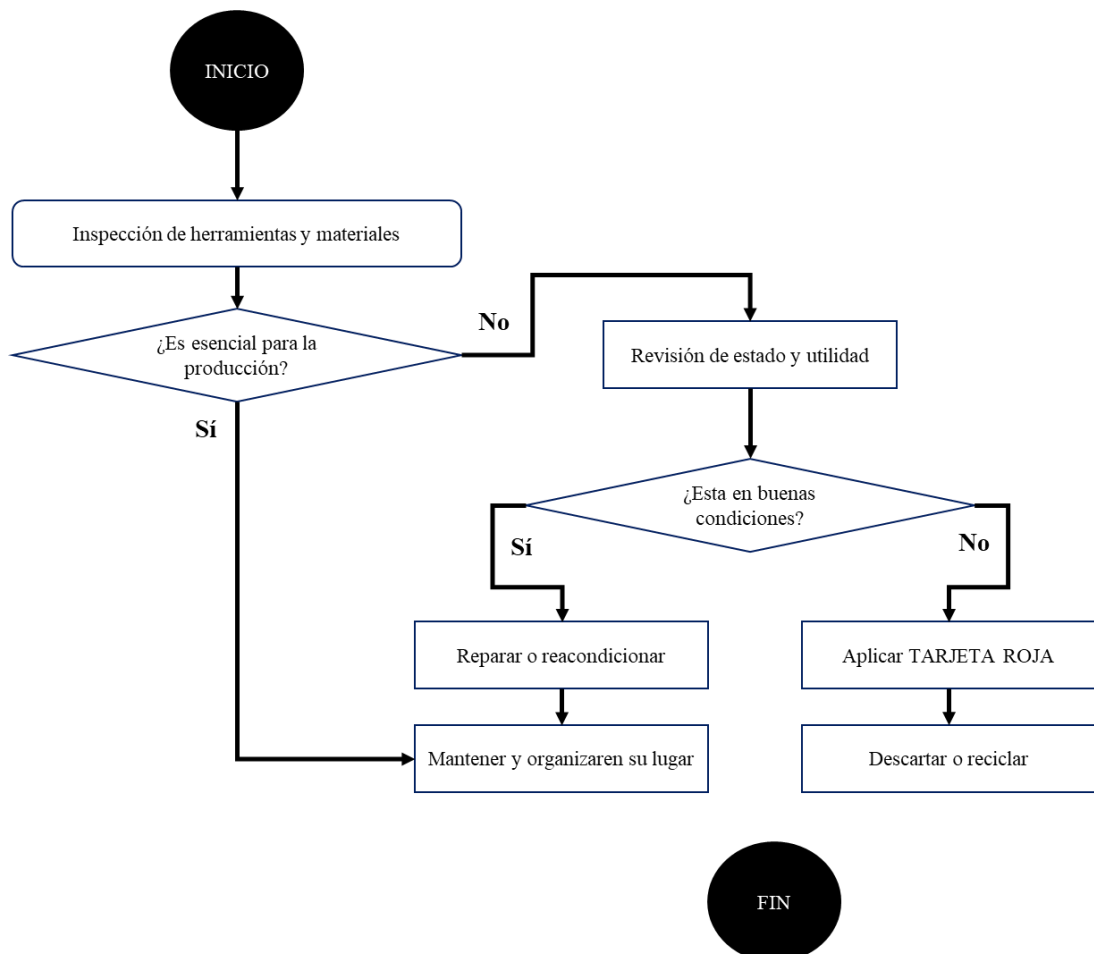 INICIO
Inspección de herramientas y materiales
¿Es esencial para la
producción?
No
Sí
Revisión de estado y utilidad
¿Esta en buenas
condiciones?
Sí
No
Reparar o reacondicionar
Aplicar TARJETA ROJA
Mantener y organizaren su lugar
Descartar o reciclar
FIN